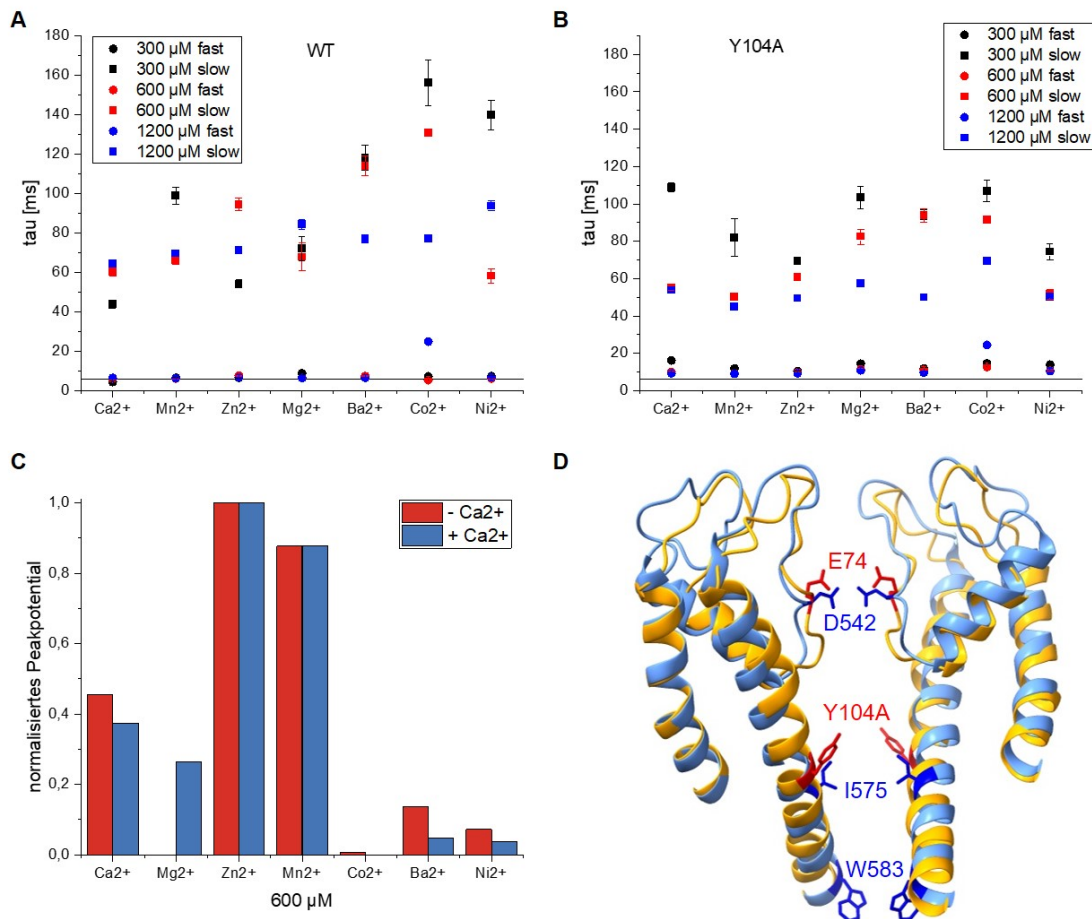 A
WT
300 µM fast
300 µM slow
600 µM fast
600 µM slow
1200 µM fast
1200 µM slow
tau [ms]
180
160
140
120
100
80
60
40
20
0
Ca2+ Mn2+ Zn2+ Mg2+ Ba2+ Co2+ Ni2+
B
Y104A
300 µM fast
300 µM slow
600 µM fast
600 µM slow
1200 µM fast
1200 µM slow
tau [ms]
180
160
140
120
100
80
60
40
20
0
Ca2+ Mn2+ Zn2+ Mg2+ Ba2+ Co2+ Ni2+
C
- Ca2+
+ Ca2+
normalisiertes Peakpotential
1,0
0,8
0,6
0,4
0,2
0,0
Ca2+ Mg2+ Zn2+ Mn2+ Co2+ Ba2+ Ni2+
600 µM
D
E74
D542
Y104A
I575
W583